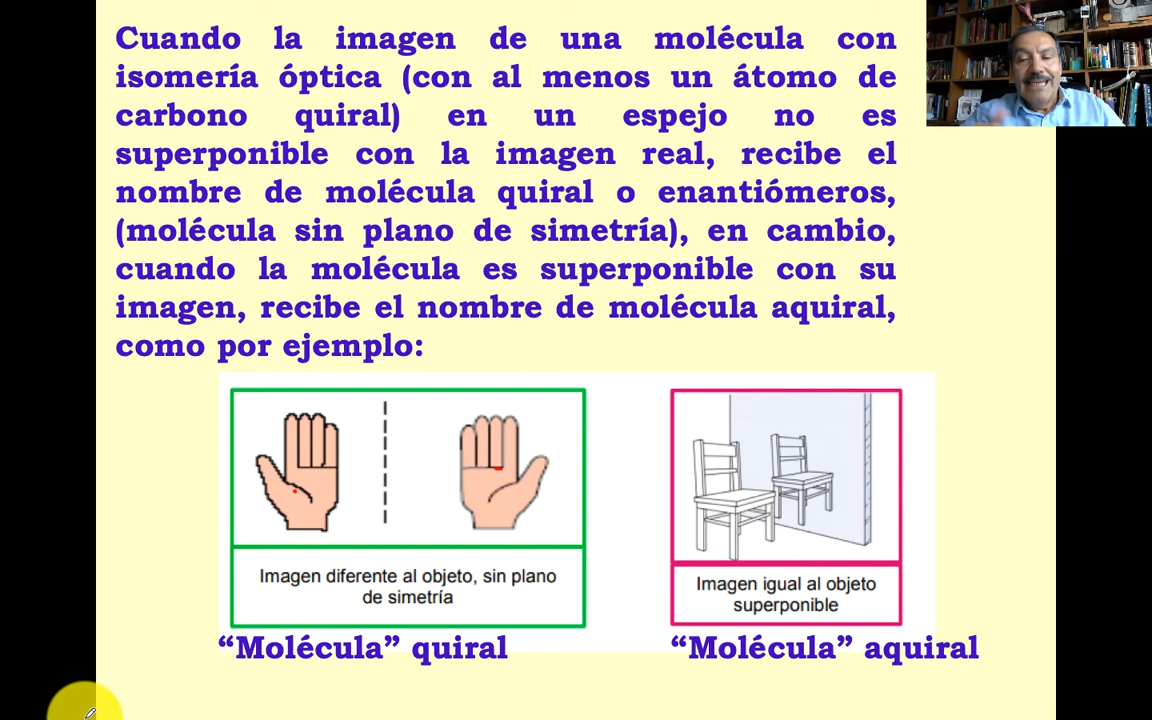 Cuando la imagen de una molécula con
isomería óptica (con al menos un átomo de
carbono quiral) en un espejo no es
superponible con la imagen real, recibe el
nombre de molécula quiral o enantiómeros,
(molécula sin plano de simetría), en cambio,
cuando la molécula es superponible con su
imagen, recibe el nombre de molécula aquiral,
como por ejemplo:
Imagen diferente al objeto, sin plano
de simetría
Imagen igual al objeto
superponible
“Molécula” quiral
“Molécula” aquiral